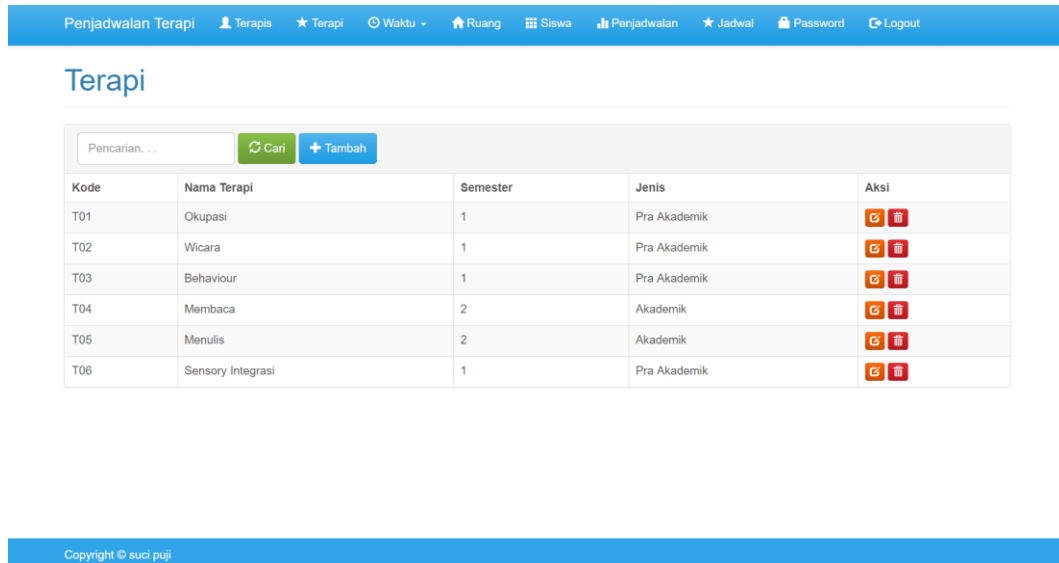 Penjadwalan Terapi Terapis Terapi Waktu Ruang Siswa Penjadwalan Jadwal Password Logout
Terapi
Pencarian. . . Cari Tambah
Kode Nama Terapi Semester Jenis Aksi
T01 Okupasi 1 Pra Akademik
T02 Wicara 1 Pra Akademik
T03 Behaviour 1 Pra Akademik
T04 Membaca 2 Akademik
T05 Menulis 2 Akademik
T06 Sensory Integrasi 1 Pra Akademik
Copyright © suci puji